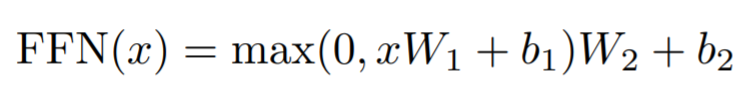 FFN(x) = max(0, xW₁ + b₁)W₂ + b₂